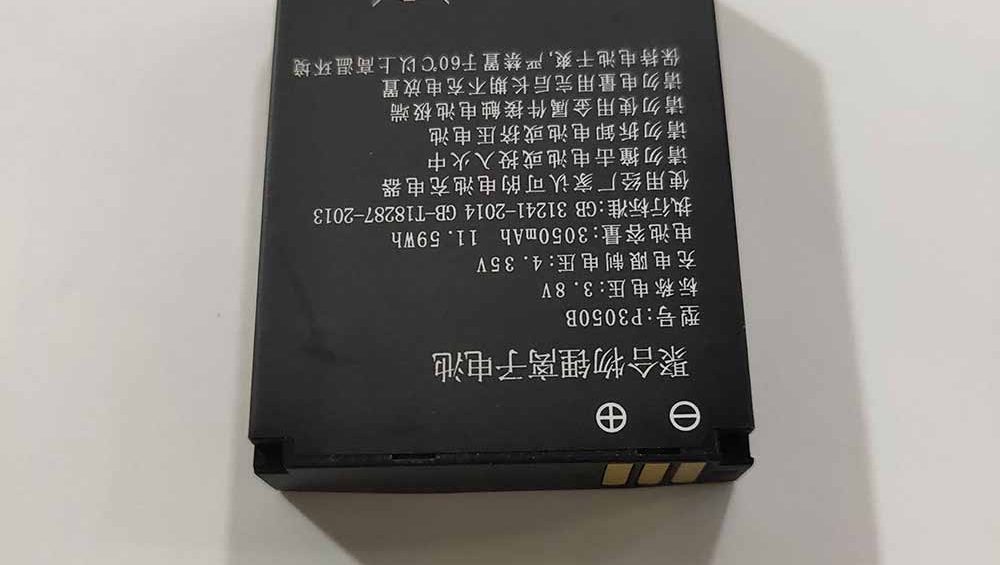 ⊖ ⊕
聚合物锂离子电池
型号:P3050B
标称电压:3.8V
充电限制电压:4.35V
电池容量:3050mAh 11.59Wh
执行标准:GB 31241-2014 GB-T18287-2013
使用经厂家认可的电池充电器
请勿撞击电池或投入火中
请勿拆卸电池或挤压电池
请勿使用金属件接触电池极端
请勿电量用完后长期不充电放置
保持电池干爽,严禁置于60℃以上高温环境